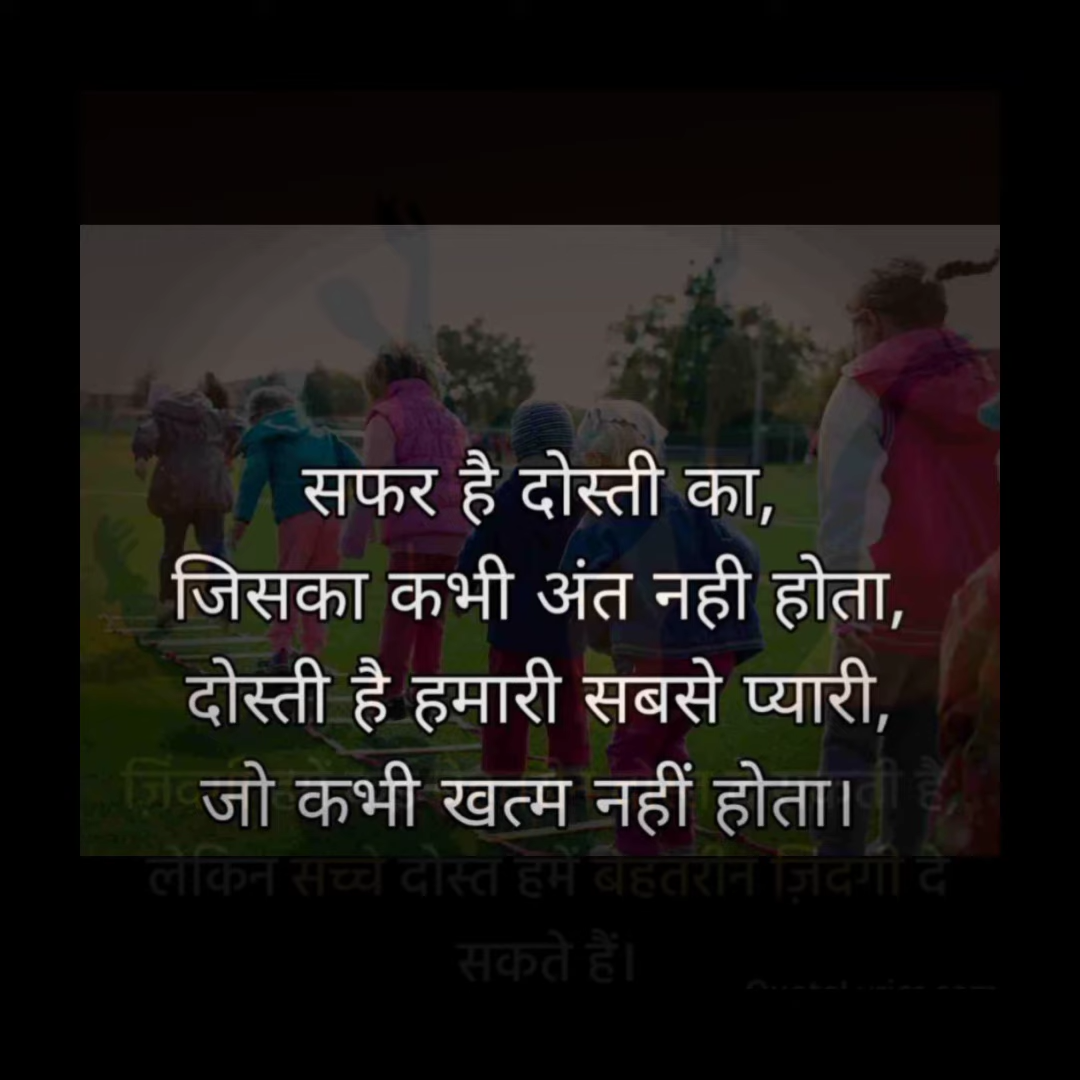 सफर है दोस्ती का,
जिसका कभी अंत नही होता,
दोस्ती है हमारी सबसे प्यारी,
जो कभी खत्म नहीं होता।
लेकिन सच्चे दोस्त हमें बेहतरीन ज़िंदगी दे
सकते हैं।